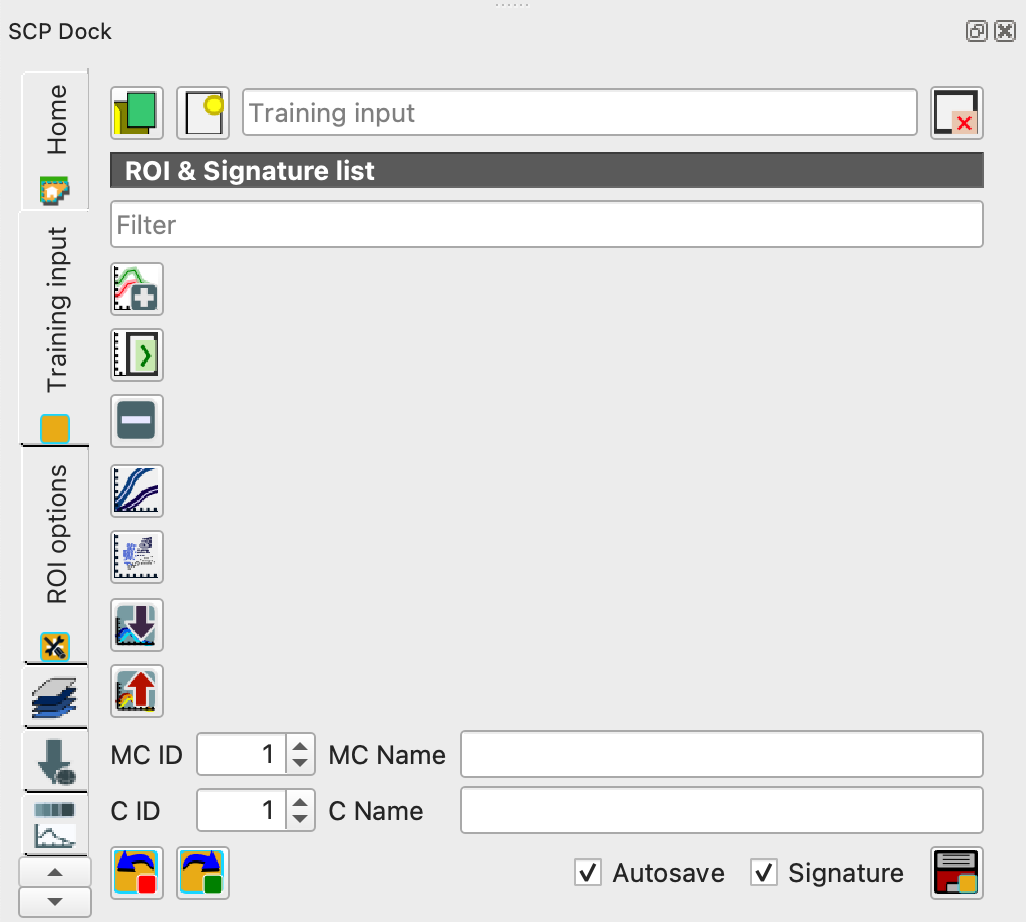 SCP Dock
Home
Training input
ROI options
Training input
ROI & Signature list
Filter
MC ID 1 MC Name
C ID 1 C Name
Autosave Signature